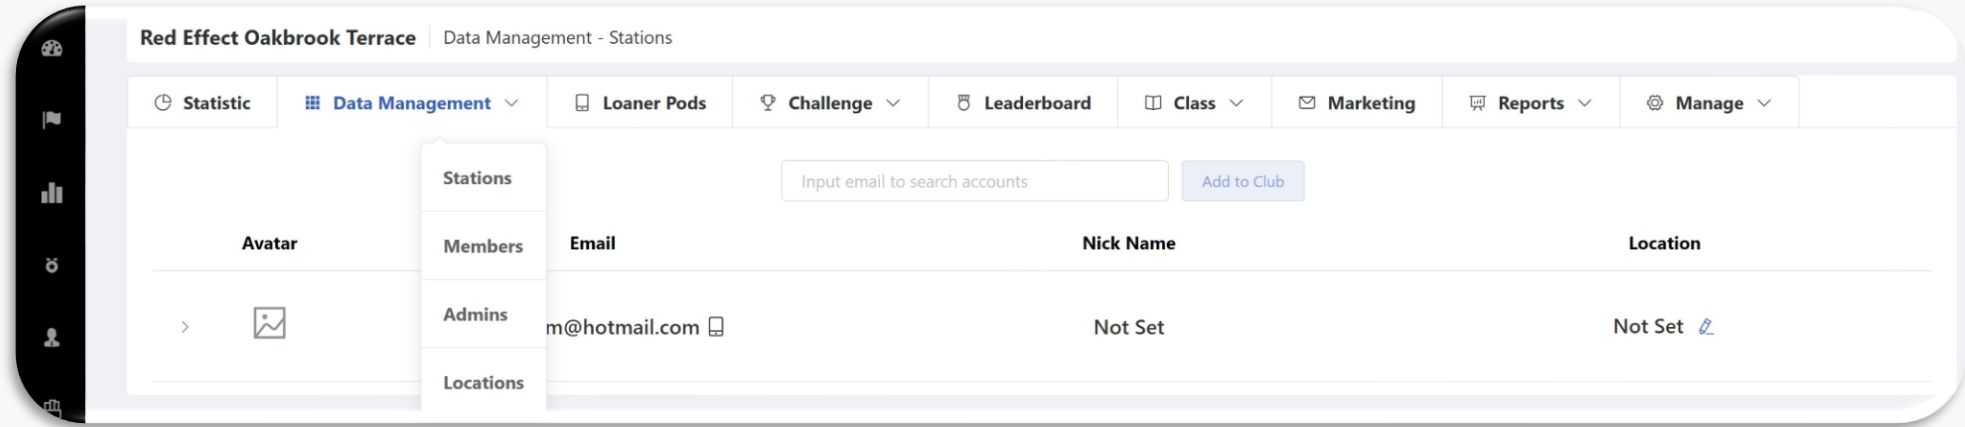 Red Effect Oakbrook Terrace Data Management - Stations
Statistic Data Management Loaner Pods Challenge Leaderboard Class Marketing Reports Manage
Stations
Members
Admins
Locations
Input email to search accounts Add to Club
Avatar Email Nick Name Location
m@hotmail.com Not Set Not Set